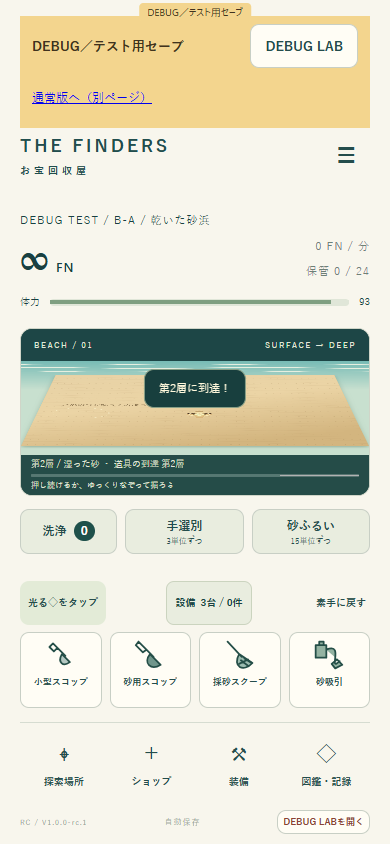 DEBUG／テスト用セーブ
DEBUG／テスト用セーブ
DEBUG LAB
通常版へ（別ページ）
THE FINDERS
お宝回収屋
DEBUG TEST / B-A / 乾いた砂浜
∞ FN
0 FN / 分
保管 0 / 24
体力 93
BEACH / 01
SURFACE → DEEP
第2層に到達！
第2層 / 湿った砂 ・ 道具の到達 第2層
押し続けるか、ゆっくりなぞって掘ろう
洗浄 0
手選別
3単位ずつ
砂ふるい
15単位ずつ
光る◇をタップ
設備 3台 / 0件
素手に戻す
小型スコップ
砂用スコップ
採砂スクープ
砂吸引
探索場所
ショップ
装備
図鑑・記録
RC / V1.0.0-rc.1
自動保存
DEBUG LABを開く